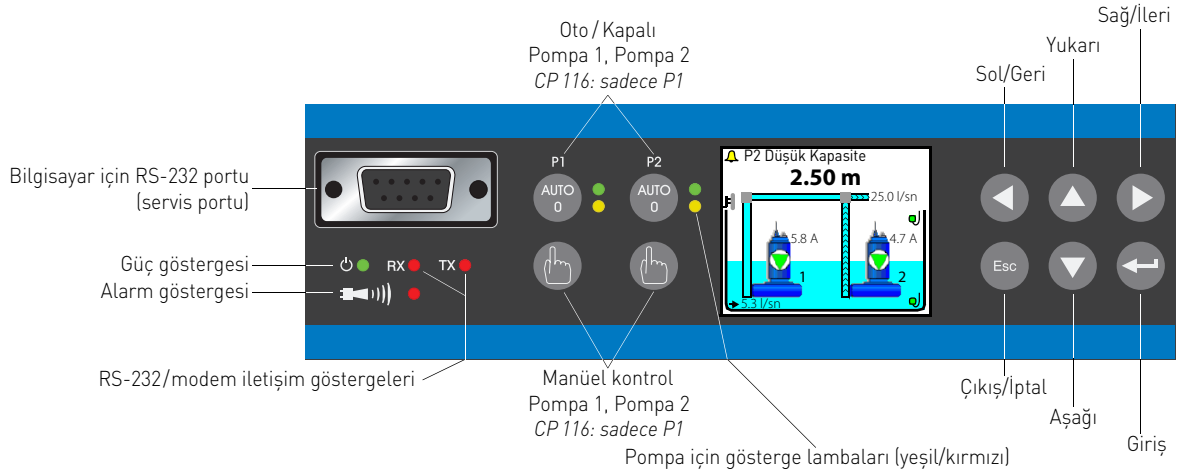 Sağ/İleri
Oto / Kapalı
Pompa 1, Pompa 2
CP 116: sadece P1
Yukarı
Sol/Geri
Bilgisayar için RS-232 portu
(servis portu)
P1
P2
AUTO
0
AUTO
0
P2 Düşük Kapasite
2.50 m
25.0 l/sn
5.8 A
4.7 A
1
2
5.3 l/sn
Esc
Güç göstergesi
RX
TX
Alarm göstergesi
RS-232/modem iletişim göstergeleri
Manüel kontrol
Pompa 1, Pompa 2
CP 116: sadece P1
Çıkış/İptal
Aşağı
Giriş
Pompa için gösterge lambaları (yeşil/kırmızı)